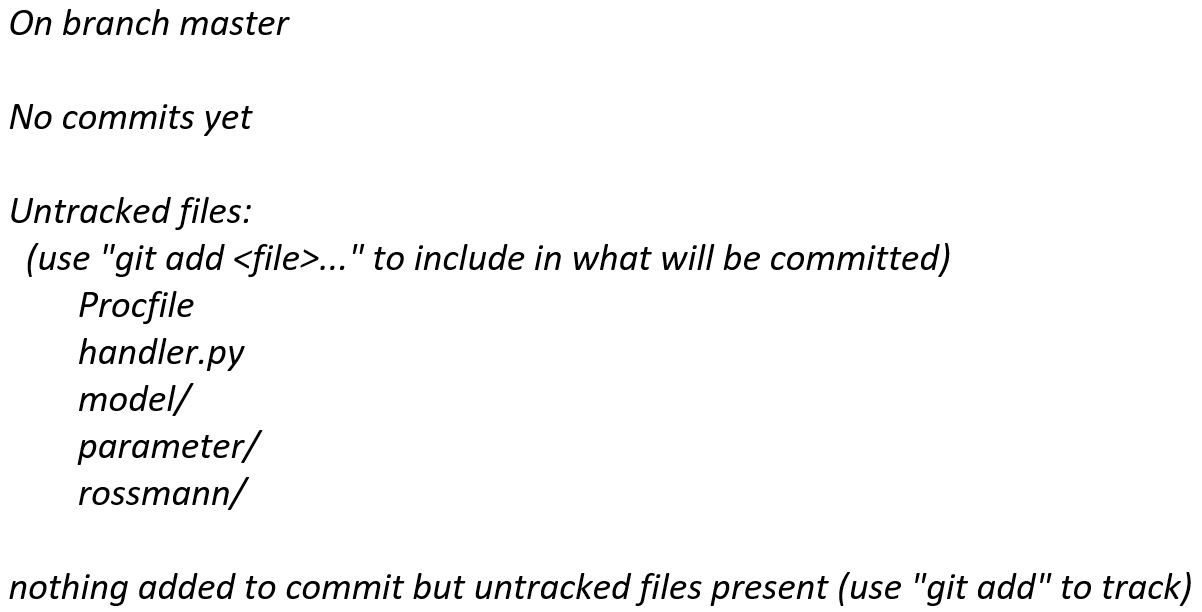 On branch master
No commits yet
Untracked files:
(use "git add <file>..." to include in what will be committed)
Procfile
handler.py
model/
parameter/
rossmann/
nothing added to commit but untracked files present (use "git add" to track)